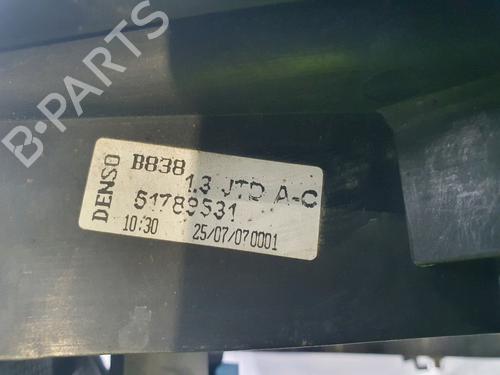 B-PARTS
DENSO
B838
1.3 JTD A-C
51789531
10:30 25/07/070001